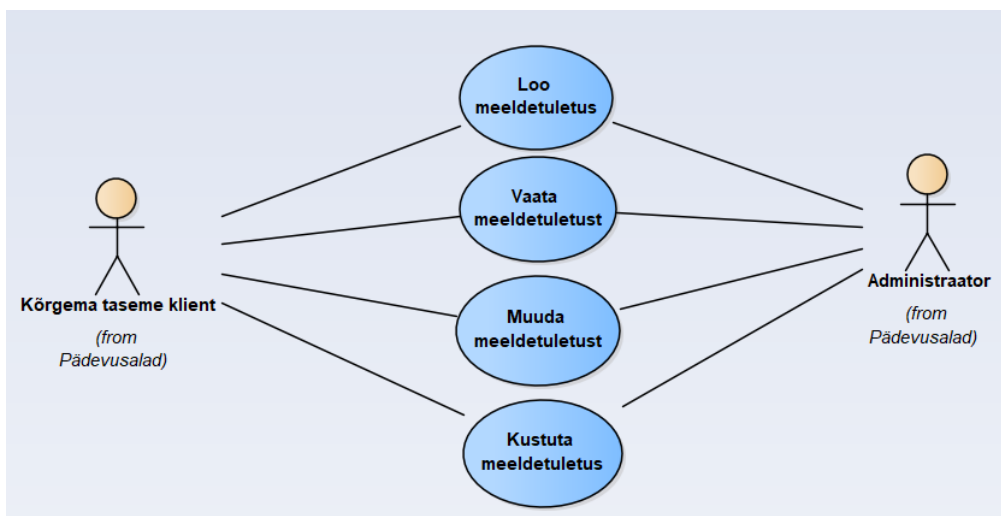 Loo
meeldetuletus
Vaata
meeldetuletust
Muuda
meeldetuletust
Kustuta
meeldetuletus
Kõrgema taseme klient
(from
Pädevusalad)
Administraator
(from
Pädevusalad)